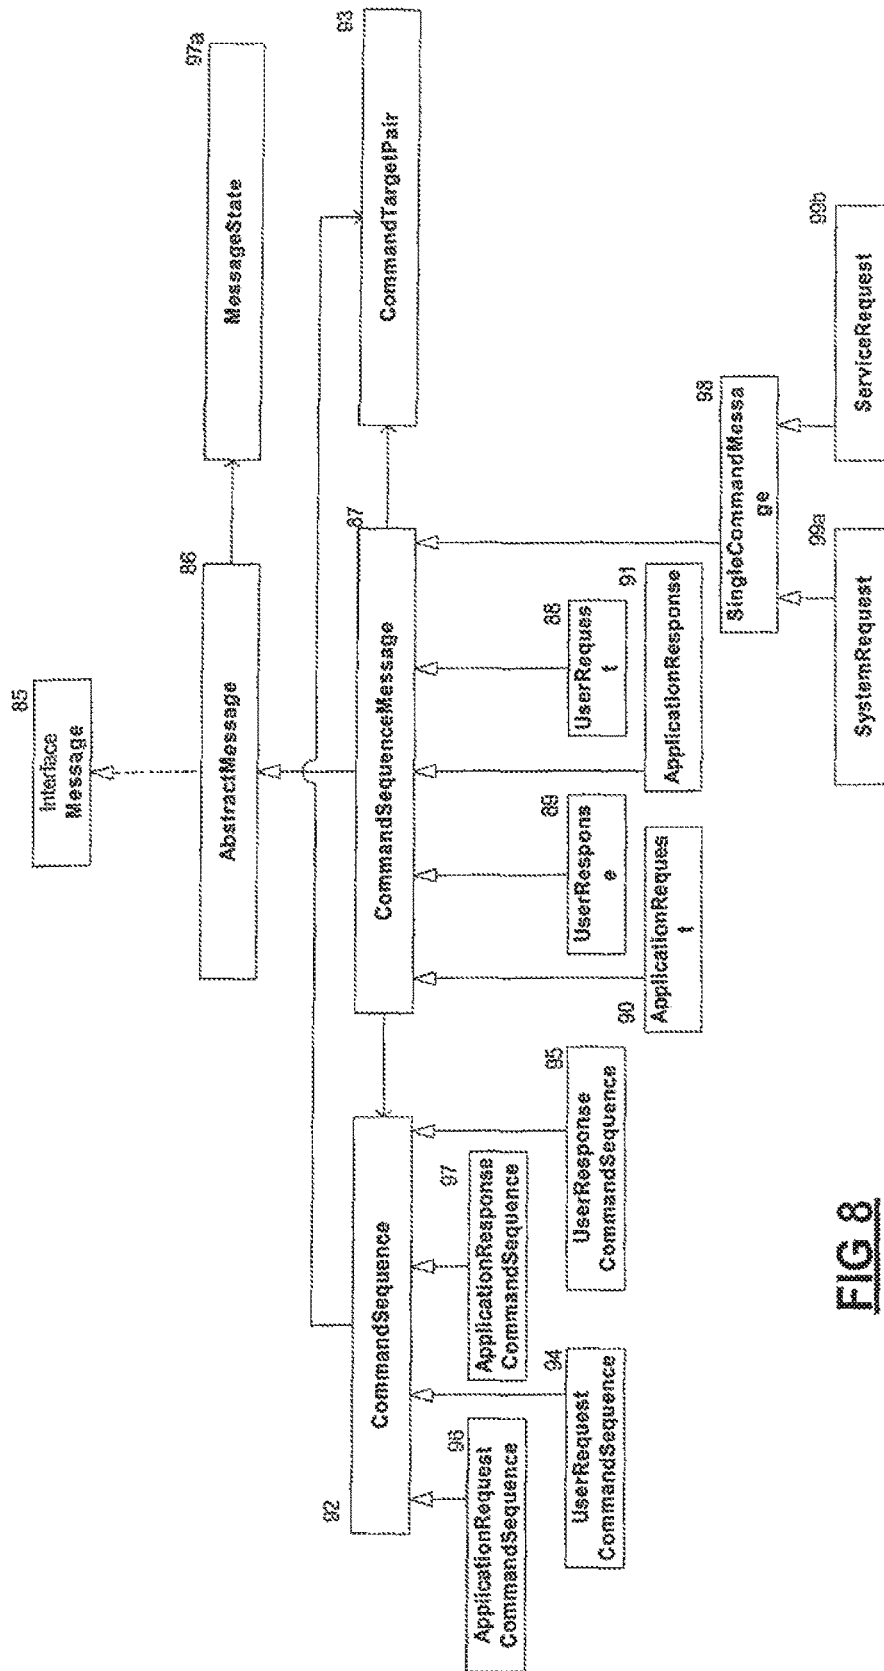 85
Interface
Message
86
AbstractMessage
97a
MessageState
92
CommandSequence
87
CommandSequenceMessage
93
CommandTargetPair
96
ApplicationRequest
CommandSequence
97
ApplicationResponse
CommandSequence
94
UserRequest
CommandSequence
95
UserResponse
CommandSequence
89
UserRespons
e
88
UserReques
t
90
ApplicationReques
t
91
ApplicationResponse
98
SingleCommandMessa
ge
99a
SystemRequest
99b
ServiceRequest
FIG 8